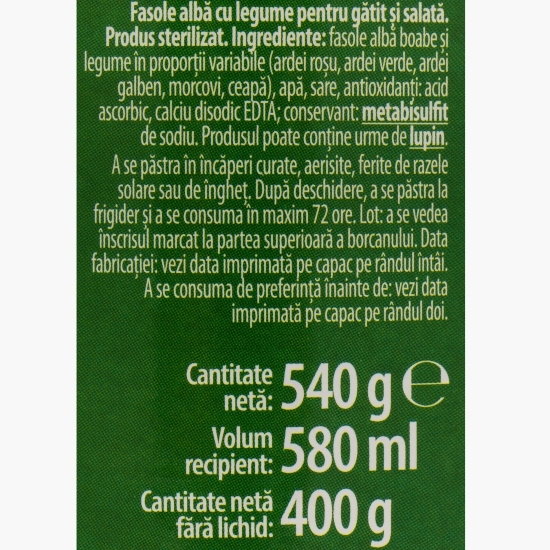 Fasole albă cu legume pentru gătit și salată.
Produs sterilizat. Ingrediente: fasole albă boabe și
legume în proporții variabile (ardei roșu, ardei verde, ardei
galben, morcovi, ceapă), apă, sare, antioxidanți: acid
ascorbic, calciu disodic EDTA; conservant: metabisulfit
de sodiu. Produsul poate conține urme de lupin.
A se păstra în încăperi curate, aerisite, ferite de razele
solare sau de îngheț. După deschidere, a se păstra la
frigider și a se consuma în maxim 72 ore. Lot: a se vedea
înscrisul marcat la partea superioară a borcanului. Data
fabricației: vezi data imprimată pe capac pe rândul întâi.
A se consuma de preferință înainte de: vezi data
imprimată pe capac pe rândul doi.
Cantitate
netă: 540 g ℮
Volum
recipient: 580 ml
Cantitate netă
fără lichid: 400 g